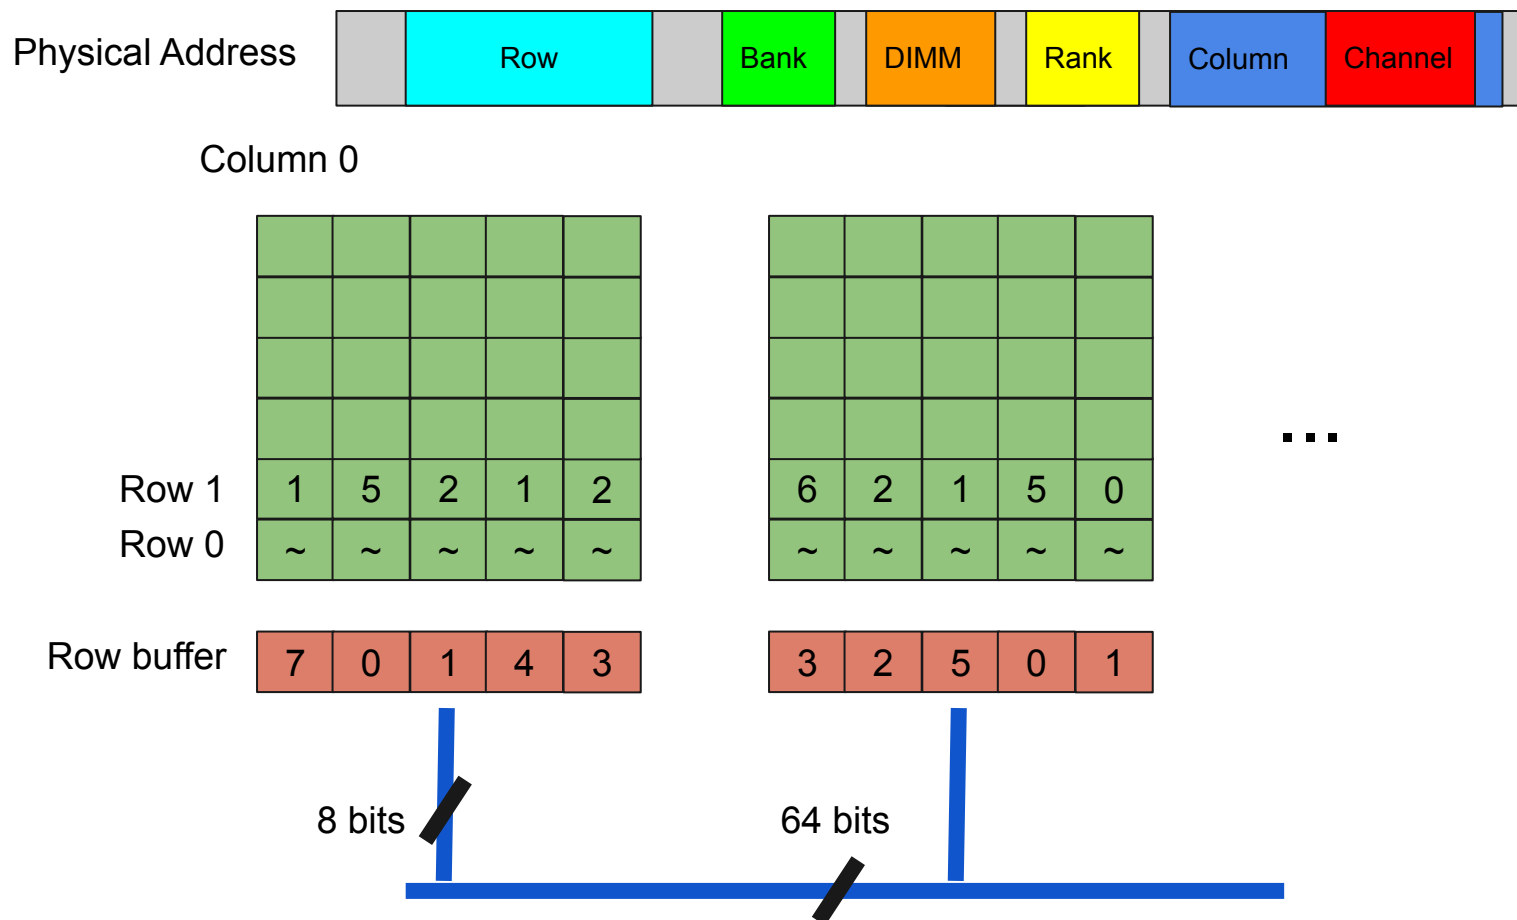 Physical Address Row Bank DIMM Rank Column Channel
Column 0
Row 1 1 5 2 1 2 6 2 1 5 0
Row 0 ~ ~ ~ ~ ~ ~ ~ ~ ~ ~
...
Row buffer 7 0 1 4 3 3 2 5 0 1
8 bits 64 bits